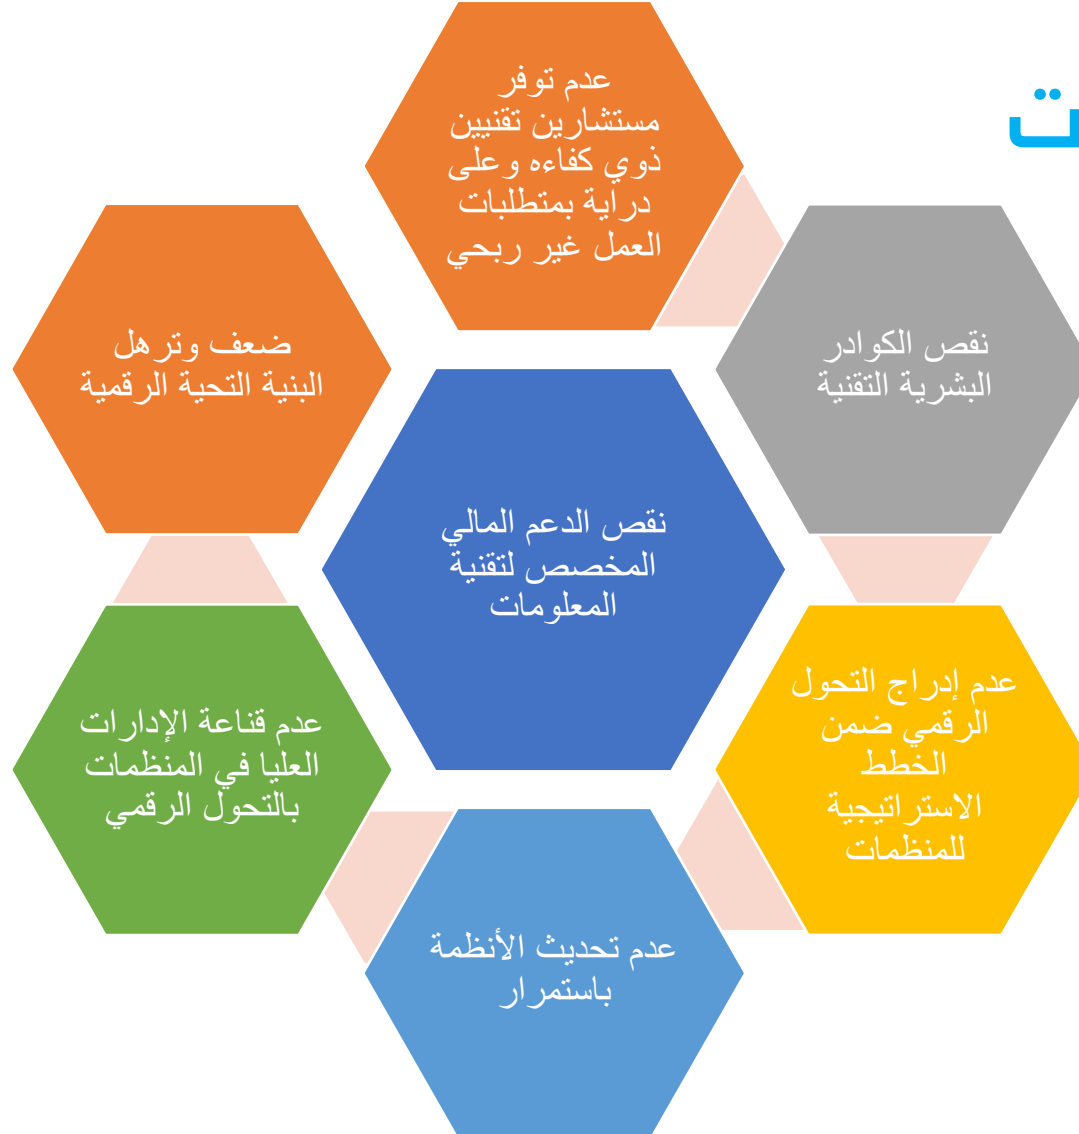 عدم توفر
مستشارين تقنيين
ذوي كفاءه وعلى
دراية بمتطلبات
العمل غير ربحي
نقص الكوادر
البشرية التقنية
ضعف وترهل
البنية التحية الرقمية
نقص الدعم المالي
المخصص لتقنية
المعلومات
عدم إدراج التحول
الرقمي ضمن
الخطط
الاستراتيجية
للمنظمات
عدم قناعة الإدارات
العليا في المنظمات
بالتحول الرقمي
عدم تحديث الأنظمة
باستمرار